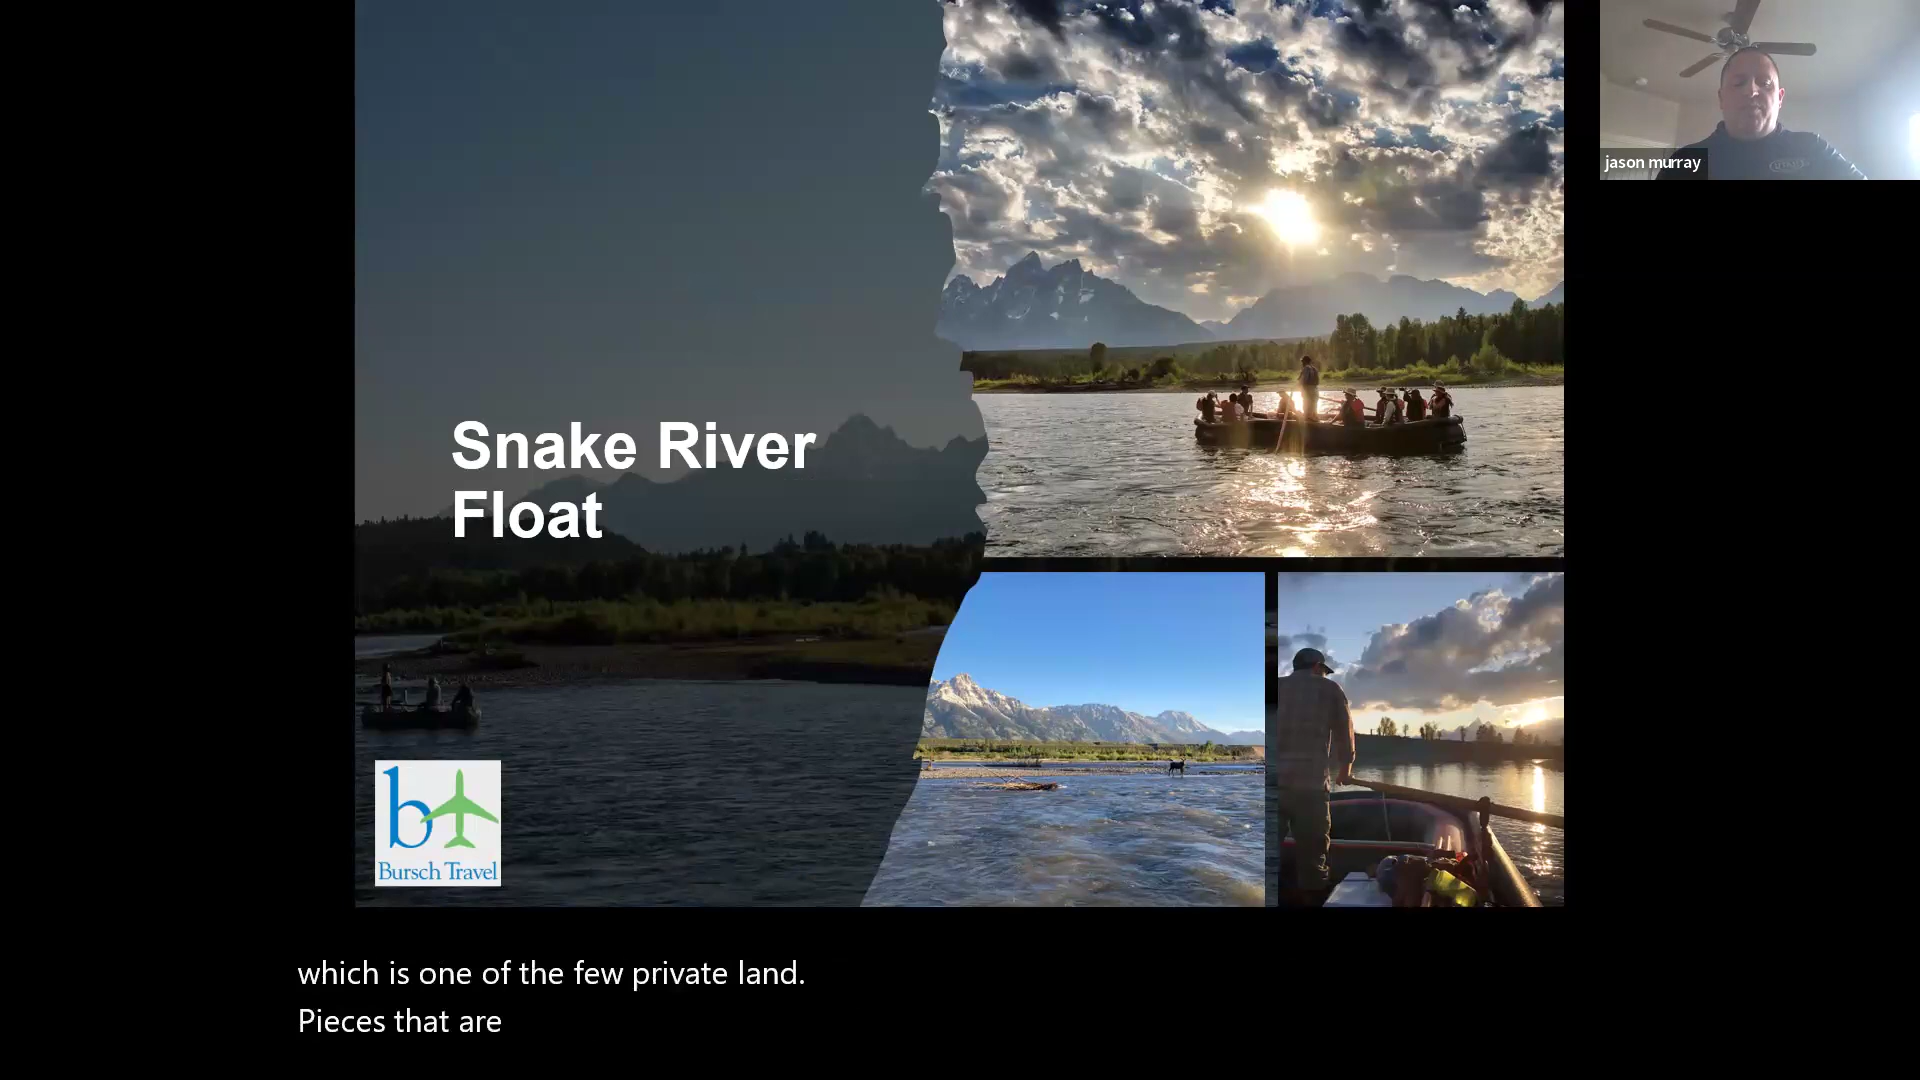 jason murray
Snake River
Float
b
Bursch Travel
which is one of the few private land.
Pieces that are